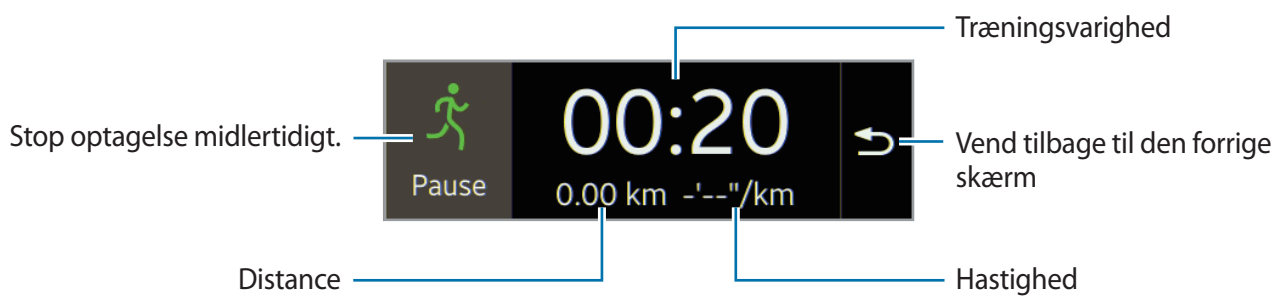 Træningsvarighed
Stop optagelse midlertidigt.
Pause
00:20
0.00 km -'--"/km
Vend tilbage til den forrige
skærm
Distance
Hastighed